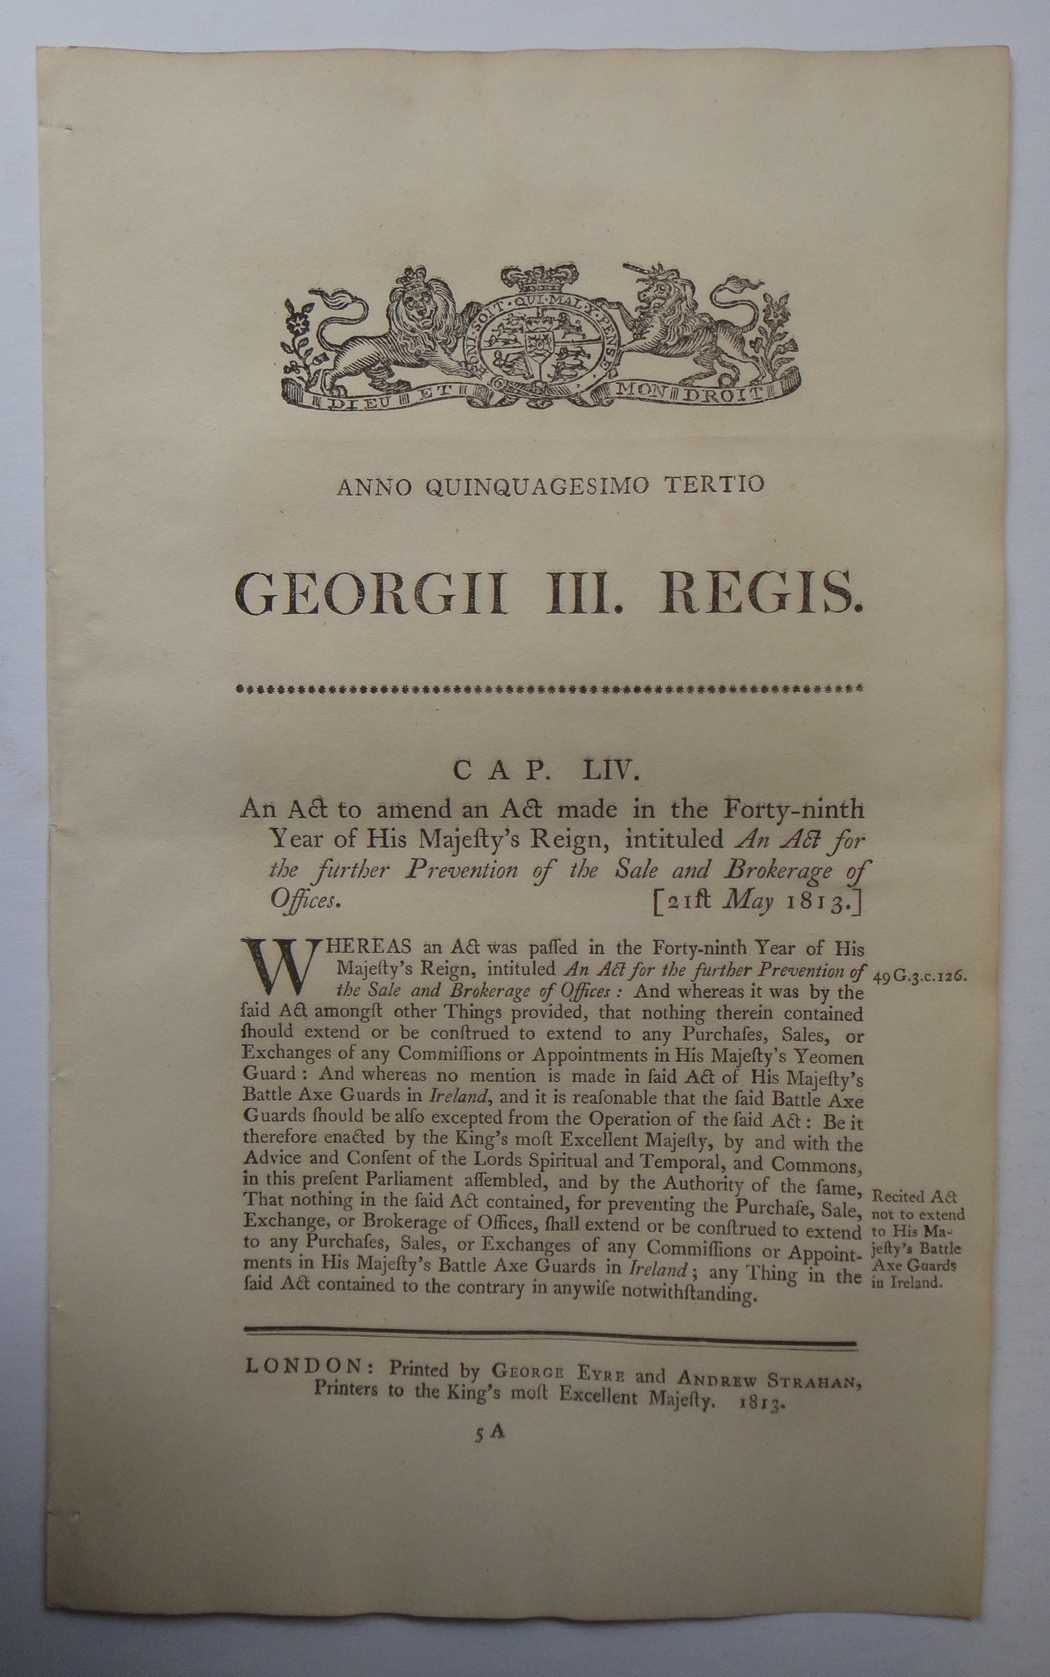 HONI·SOIT·QUI·MAL·Y·PENSE
DIEU ET MON DROIT
ANNO QUINQUAGESIMO TERTIO
GEORGII III. REGIS.
CAP. LIV.
An Act to amend an Act made in the Forty-ninth
Year of His Majeſty's Reign, intituled An Act for
the further Prevention of the Sale and Brokerage of
Offices. [21ſt May 1813.]
WHEREAS an Act was paſſed in the Forty-ninth Year of His
Majeſty's Reign, intituled An Act for the further Prevention of
49 G.3.c.126.
the Sale and Brokerage of Offices: And whereas it was by the
ſaid Act amongſt other Things provided, that nothing therein contained
ſhould extend or be conſtrued to extend to any Purchaſes, Sales, or
Exchanges of any Commiſſions or Appointments in His Majeſty's Yeomen
Guard: And whereas no mention is made in ſaid Act of His Majeſty's
Battle Axe Guards in Ireland, and it is reaſonable that the ſaid Battle Axe
Guards ſhould be alſo excepted from the Operation of the ſaid Act: Be it
therefore enacted by the King's moſt Excellent Majeſty, by and with the
Advice and Conſent of the Lords Spiritual and Temporal, and Commons,
in this preſent Parliament aſſembled, and by the Authority of the ſame,
That nothing in the ſaid Act contained, for preventing the Purchaſe, Sale,
Exchange, or Brokerage of Offices, ſhall extend or be conſtrued to extend
to any Purchaſes, Sales, or Exchanges of any Commiſſions or Appoint-
ments in His Majeſty's Battle Axe Guards in Ireland; any Thing in the
ſaid Act contained to the contrary in anywiſe notwithſtanding.
Recited Act
not to extend
to His Ma-
jeſty's Battle
Axe Guards
in Ireland.
LONDON: Printed by GEORGE EYRE and ANDREW STRAHAN,
Printers to the King's moſt Excellent Majeſty. 1813.
5 A